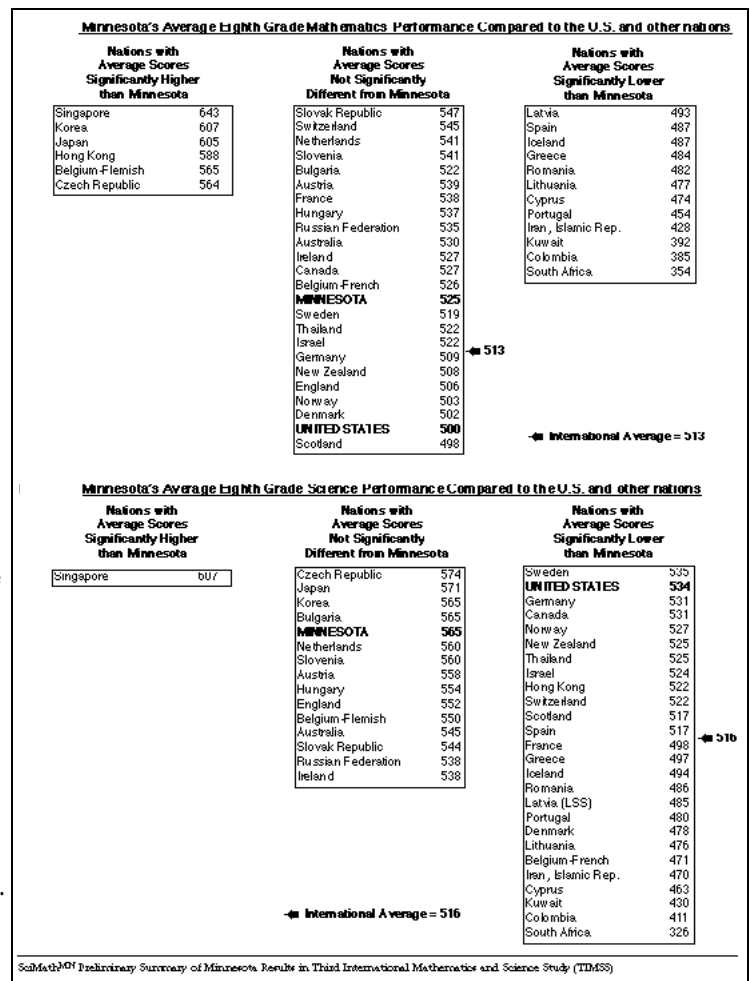 Minnesota's Average Eighth Grade Mathematics Performance Compared to the U.S. and other nations
Nations with
Average Scores
Significantly Higher
than Minnesota
Singapore 643
Korea 607
Japan 605
Hong Kong 588
Belgium-Flemish 565
Czech Republic 564
Nations with
Average Scores
Not Significantly
Different from Minnesota
Slovak Republic 547
Switzerland 545
Netherlands 541
Slovenia 541
Bulgaria 522
Austria 539
France 538
Hungary 537
Russian Federation 535
Australia 530
Ireland 527
Canada 527
Belgium-French 526
MINNESOTA 525
Sweden 519
Thailand 522
Israel 522
513
Germany 509
New Zealand 508
England 506
Norway 503
Denmark 502
UNITED STATES 500
Scotland 498
Nations with
Average Scores
Significantly Lower
than Minnesota
Latvia 493
Spain 487
Iceland 487
Greece 484
Romania 482
Lithuania 477
Cyprus 474
Portugal 454
Iran, Islamic Rep. 428
Kuwait 392
Colombia 385
South Africa 354
International Average = 513
Minnesota's Average Eighth Grade Science Performance Compared to the U.S. and other nations
Nations with
Average Scores
Significantly Higher
than Minnesota
Singapore 607
Nations with
Average Scores
Not Significantly
Different from Minnesota
Czech Republic 574
Japan 571
Korea 565
Bulgaria 565
MINNESOTA 565
Netherlands 560
Slovenia 560
Austria 558
Hungary 554
England 552
Belgium-Flemish 550
Australia 545
Slovak Republic 544
Russian Federation 538
Ireland 538
International Average = 516
Nations with
Average Scores
Significantly Lower
than Minnesota
Sweden 535
UNITED STATES 534
Germany 531
Canada 531
Norway 527
New Zealand 525
Thailand 525
Israel 524
Hong Kong 522
Switzerland 522
Scotland 517
Spain 517
516
France 498
Greece 497
Iceland 494
Romania 486
Latvia (LSS) 485
Portugal 480
Denmark 478
Lithuania 476
Belgium-French 471
Iran, Islamic Rep. 470
Cyprus 463
Kuwait 430
Colombia 411
South Africa 326
SciMathMN Preliminary Summary of Minnesota Results in Third International Mathematics and Science Study (TIMSS)